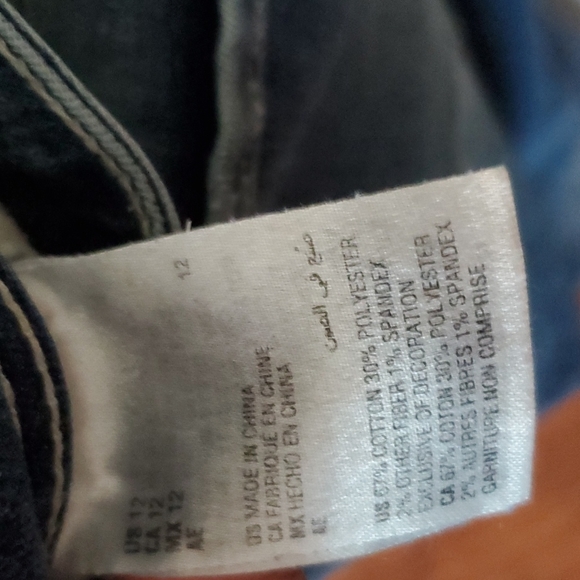 12
US 12
CA 12
MX 12
AE
US MADE IN CHINA
CA FABRIQUÉ EN CHINE
MX HECHO EN CHINA
AE
صنع في الصين
US 67% COTTON 30% POLYESTER
2% OTHER FIBER 1% SPANDEX
EXCLUSIVE OF DECORATION
CA 67% COTON 30% POLYESTER
2% AUTRES FIBRES 1% SPANDEX
GARNITURE NON COMPRISE